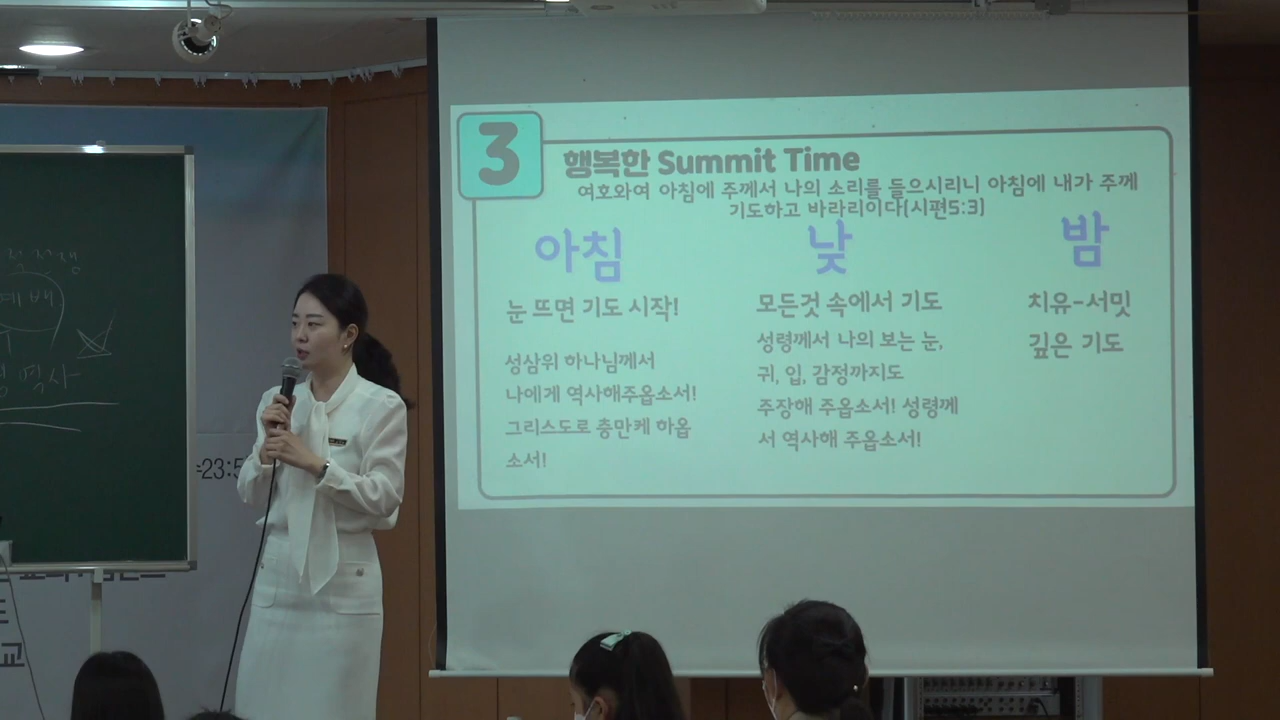 3
행복한 Summit Time
여호와여 아침에 주께서 나의 소리를 들으시리니 아침에 내가 주께
기도하고 바라리이다(시편5:3)
아침
눈 뜨면 기도 시작!
성삼위 하나님께서
나에게 역사해주옵소서!
그리스도로 충만케 하옵
소서!
낮
모든것 속에서 기도
성령께서 나의 보는 눈,
귀, 입, 감정까지도
주장해 주옵소서! 성령께
서 역사해 주옵소서!
밤
치유-서밋
깊은 기도
예배
역사
23:5
교